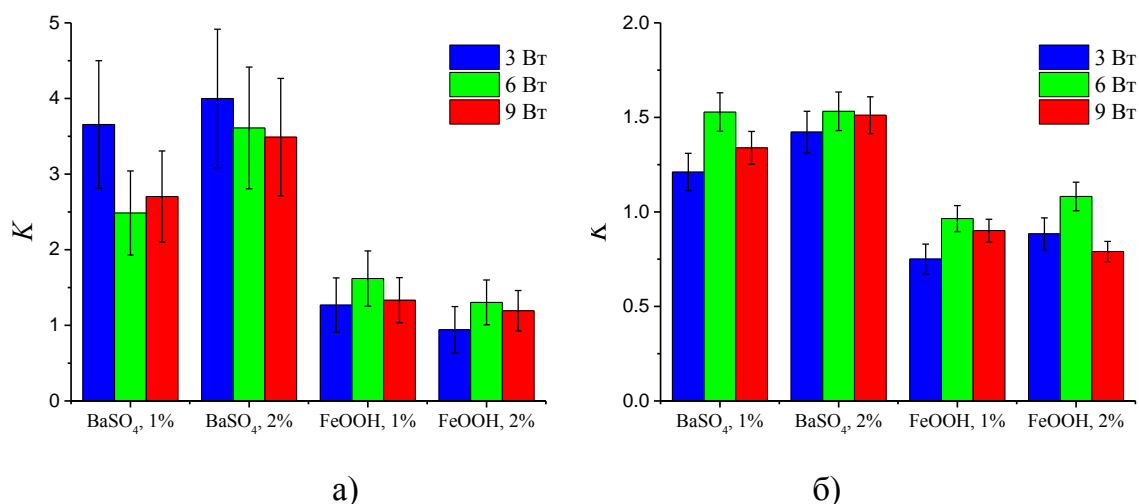 5
4
3
2
1
0
K
3 Вт
6 Вт
9 Вт
BaSO4, 1%
BaSO4, 2%
FeOOH, 1%
FeOOH, 2%
а)
2.0
1.5
1.0
0.5
0.0
K
3 Вт
6 Вт
9 Вт
BaSO4, 1%
BaSO4, 2%
FeOOH, 1%
FeOOH, 2%
б)